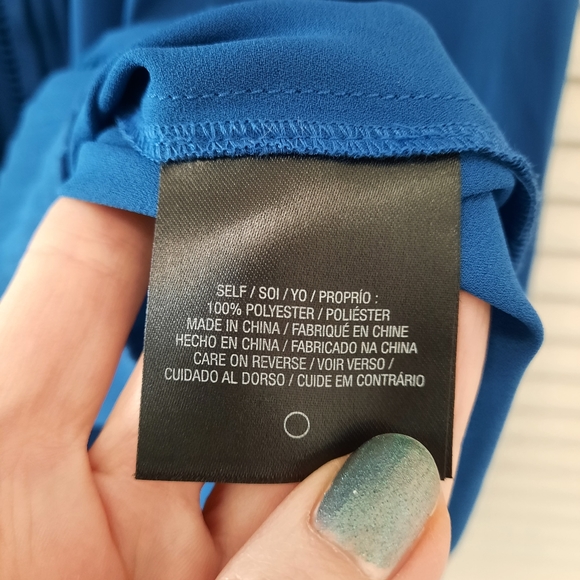 SELF / SOI / YO / PROPRÌO :
100% POLYESTER / POLIÉSTER
MADE IN CHINA / FABRIQUÉ EN CHINE
HECHO EN CHINA / FABRICADO NA CHINA
CARE ON REVERSE / VOIR VERSO /
CUIDADO AL DORSO / CUIDE EM CONTRÁRIO